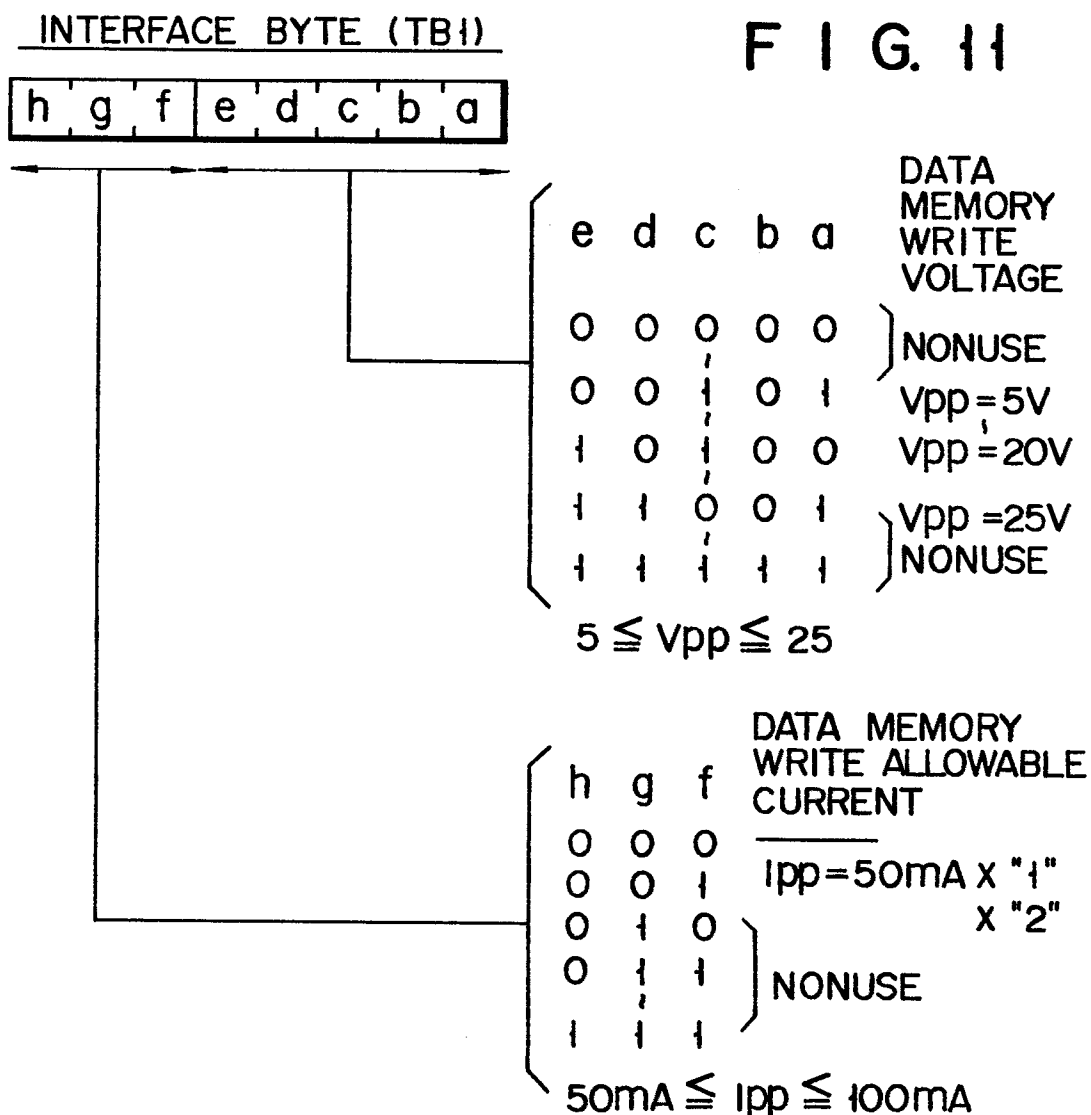 INTERFACE BYTE (TB1)
FIG. 11
h g f e d c b a
e d c b a
DATA
MEMORY
WRITE
VOLTAGE
0 0 0 0 0
NONUSE
0 0 1 0 1 Vpp=5V
1 0 1 0 0 Vpp=20V
1 1 0 0 1 Vpp=25V
1 1 1 1 1 NONUSE
5 ≦ Vpp ≦ 25
DATA MEMORY
WRITE ALLOWABLE
CURRENT
h g f
0 0 0
0 0 1 Ipp=50mA X "1"
0 1 0 X "2"
0 1 1
NONUSE
1 1 1
50mA ≦ Ipp ≦ 100mA